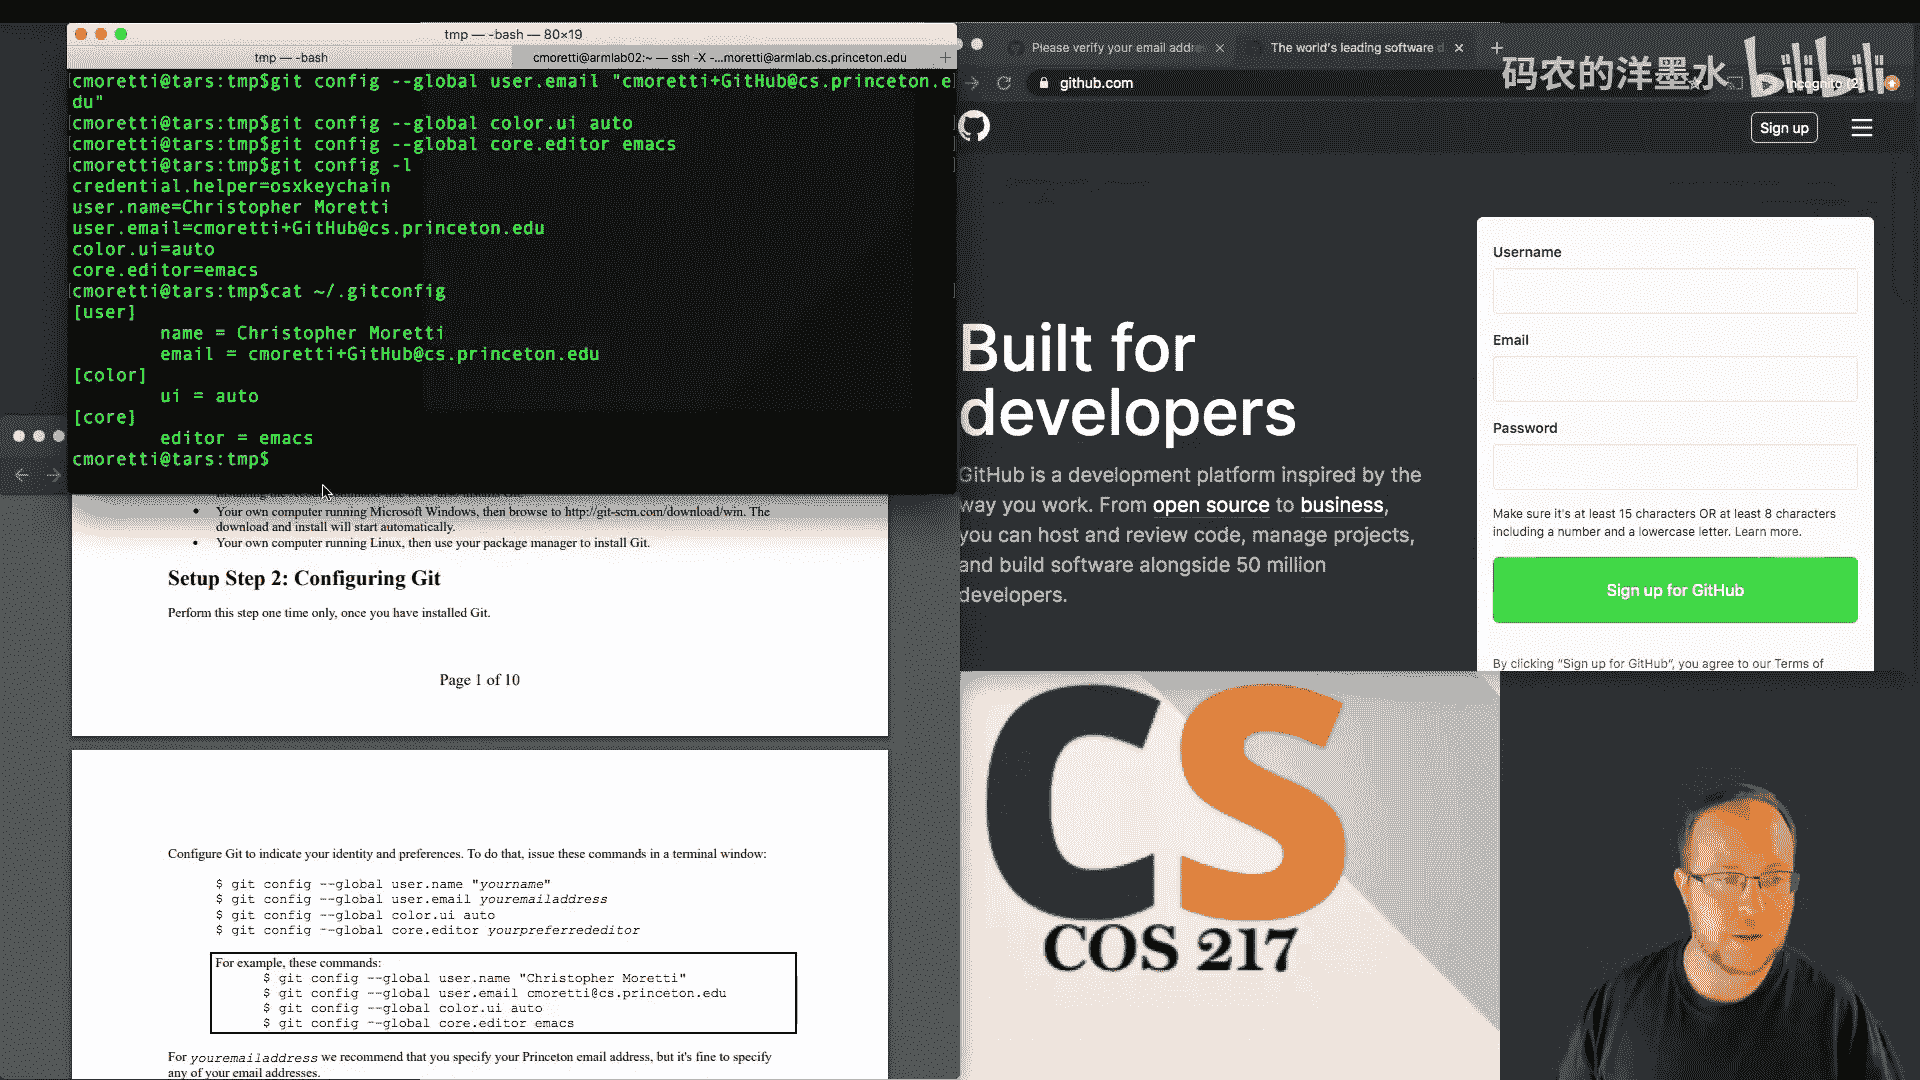 tmp — -bash — 80×19
tmp — -bash
cmoretti@armlab02:~ — ssh -X -...moretti@armlab.cs.princeton.edu
cmoretti@tars:tmp$git config --global user.email "cmoretti+GitHub@cs.princeton.e
du"
cmoretti@tars:tmp$git config --global color.ui auto
cmoretti@tars:tmp$git config --global core.editor emacs
cmoretti@tars:tmp$git config -l
credential.helper=osxkeychain
user.name=Christopher Moretti
user.email=cmoretti+GitHub@cs.princeton.edu
color.ui=auto
core.editor=emacs
cmoretti@tars:tmp$cat ~/.gitconfig
[user]
name = Christopher Moretti
email = cmoretti+GitHub@cs.princeton.edu
[color]
ui = auto
[core]
editor = emacs
cmoretti@tars:tmp$
• Your own computer running Microsoft Windows, then browse to http://git-scm.com/download/win. The
download and install will start automatically.
• Your own computer running Linux, then use your package manager to install Git.
Setup Step 2: Configuring Git
Perform this step one time only, once you have installed Git.
Page 1 of 10
Configure Git to indicate your identity and preferences. To do that, issue these commands in a terminal window:
$ git config --global user.name "yourname"
$ git config --global user.email youremailaddress
$ git config --global color.ui auto
$ git config --global core.editor yourpreferrededitor
For example, these commands:
$ git config --global user.name "Christopher Moretti"
$ git config --global user.email cmoretti@cs.princeton.edu
$ git config --global color.ui auto
$ git config --global core.editor emacs
For youremailaddress we recommend that you specify your Princeton email address, but it's fine to specify
any of your email addresses.
Please verify your email addre
The world's leading software d
github.com
码农的洋墨水 bilibili
Incognito (2)
Sign up
Built for
developers
GitHub is a development platform inspired by the
way you work. From open source to business,
you can host and review code, manage projects,
and build software alongside 50 million
developers.
Username
Email
Password
Make sure it's at least 15 characters OR at least 8 characters
including a number and a lowercase letter. Learn more.
Sign up for GitHub
By clicking "Sign up for GitHub", you agree to our Terms of
CS
COS 217